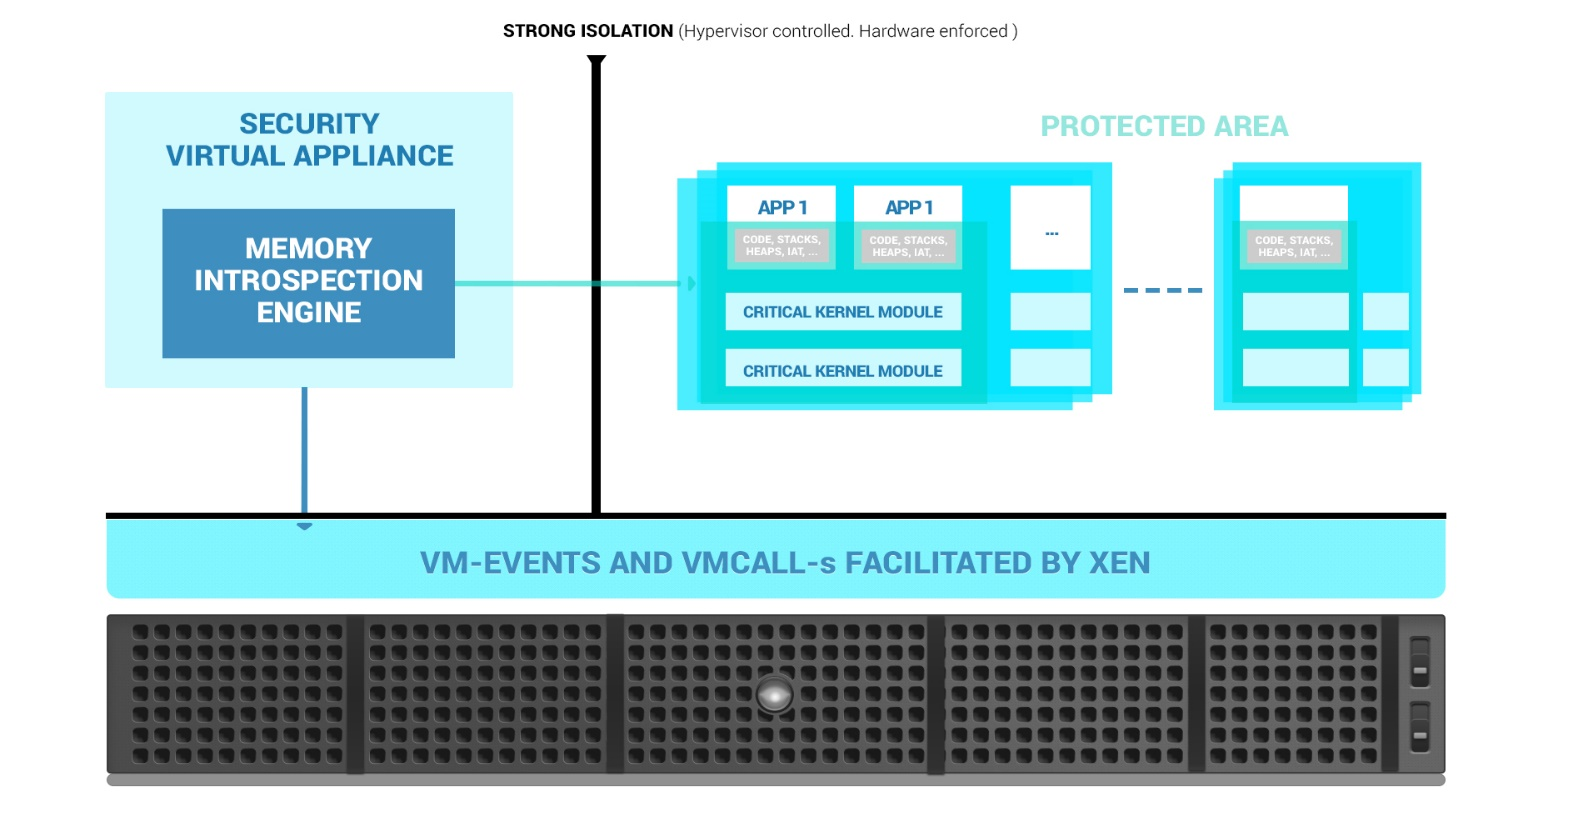 STRONG ISOLATION (Hypervisor controlled. Hardware enforced )
SECURITY
VIRTUAL APPLIANCE
MEMORY
INTROSPECTION
ENGINE
PROTECTED AREA
APP 1
CODE, STACKS,
HEAPS, IAT, ...
APP 1
CODE, STACKS,
HEAPS, IAT, ...
...
CRITICAL KERNEL MODULE
CRITICAL KERNEL MODULE
CODE, STACKS,
HEAPS, IAT, ...
VM-EVENTS AND VMCALL-s FACILITATED BY XEN